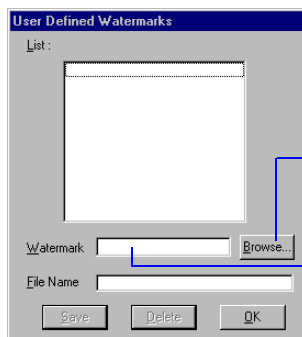 User Defined Watermarks
List :
Watermark Browse...
File Name
Save Delete OK